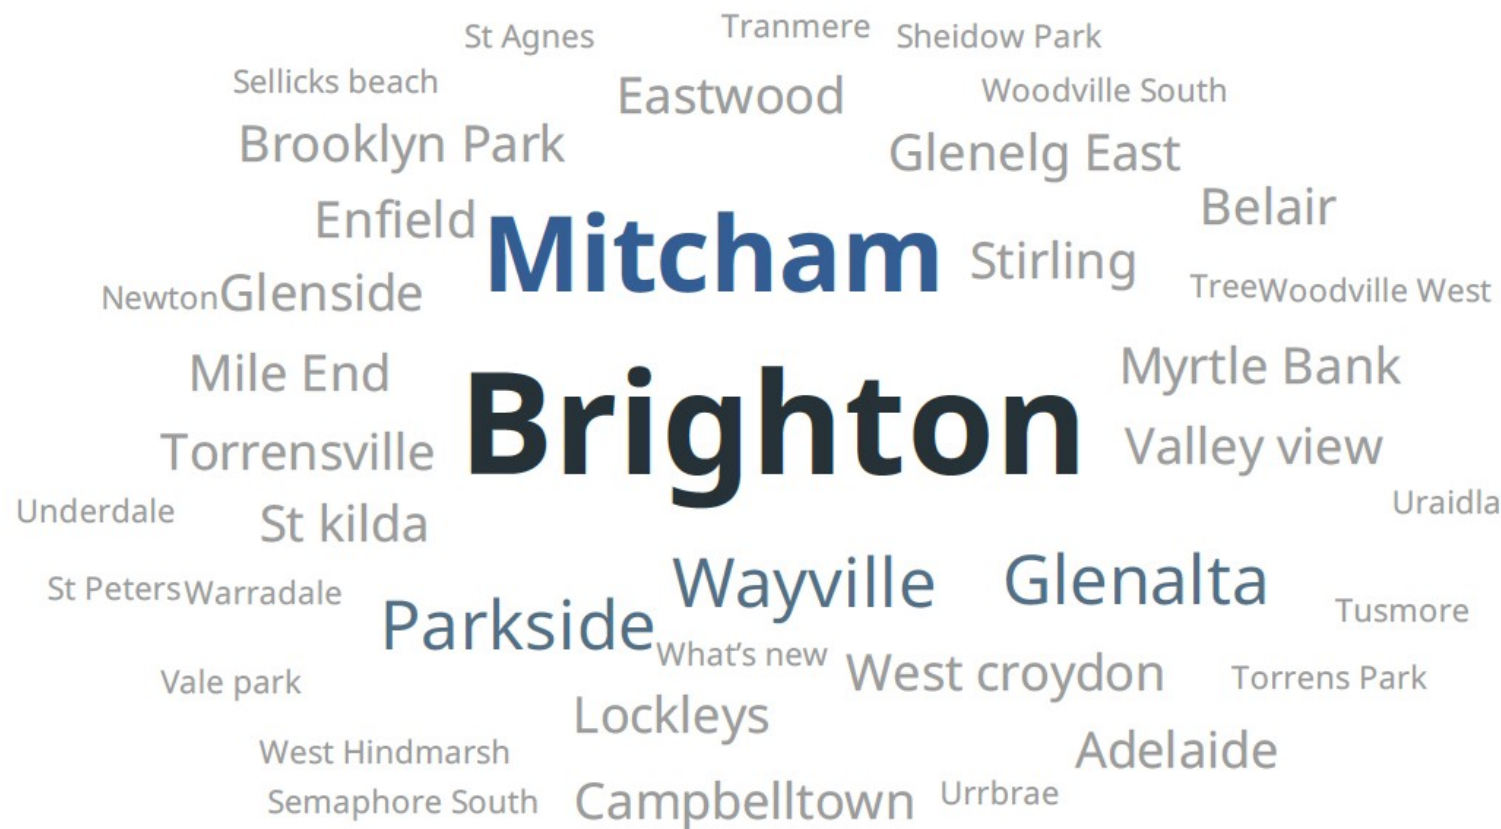 St Agnes
Tranmere
Sheidow Park
Sellicks beach
Eastwood
Woodville South
Brooklyn Park
Glenelg East
Enfield
Mitcham
Stirling
Belair
Newton
Glenside
Tree
Woodville West
Mile End
Brighton
Myrtle Bank
Torrensville
Valley view
Underdale
St kilda
Uraidla
St Peters
Warradale
Parkside
Wayville
Glenalta
Tusmore
What’s new
West croydon
Torrens Park
Vale park
Lockleys
West Hindmarsh
Adelaide
Semaphore South
Campbelltown
Urrbrae